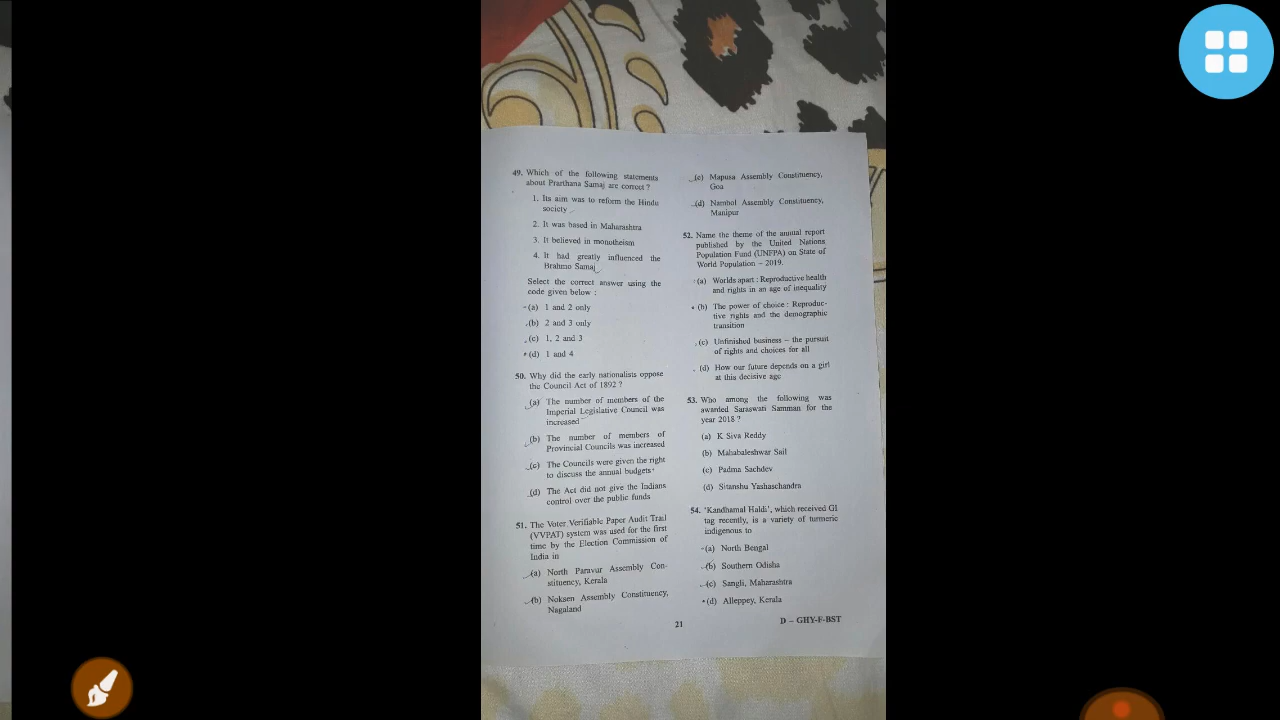 49. Which of the following statements
about Prarthana Samaj are correct ?
1. Its aim was to reform the Hindu
society
2. It was based in Maharashtra
3. It believed in monotheism
4. It had greatly influenced the
Brahmo Samaj
Select the correct answer using the
code given below :
(a) 1 and 2 only
(b) 2 and 3 only
(c) 1, 2 and 3
(d) 1 and 4
50. Why did the early nationalists oppose
the Council Act of 1892 ?
(a) The number of members of the
Imperial Legislative Council was
increased
(b) The number of members of
Provincial Councils was increased
(c) The Councils were given the right
to discuss the annual budgets
(d) The Act did not give the Indians
control over the public funds
51. The Voter Verifiable Paper Audit Trail
(VVPAT) system was used for the first
time by the Election Commission of
India in
(a) North Paravur Assembly Con-
stituency, Kerala
(b) Noksen Assembly Constituency,
Nagaland
(c) Mapusa Assembly Constituency,
Goa
(d) Nambol Assembly Constituency,
Manipur
52. Name the theme of the annual report
published by the United Nations
Population Fund (UNFPA) on State of
World Population – 2019.
(a) Worlds apart : Reproductive health
and rights in an age of inequality
(b) The power of choice : Reproduc-
tive rights and the demographic
transition
(c) Unfinished business – the pursuit
of rights and choices for all
(d) How our future depends on a girl
at this decisive age
53. Who among the following was
awarded Saraswati Samman for the
year 2018 ?
(a) K Siva Reddy
(b) Mahabaleshwar Sail
(c) Padma Sachdev
(d) Sitanshu Yashaschandra
54. 'Kandhamal Haldi', which received GI
tag recently, is a variety of turmeric
indigenous to
(a) North Bengal
(b) Southern Odisha
(c) Sangli, Maharashtra
(d) Alleppey, Kerala
21
D – GHY-F-BST